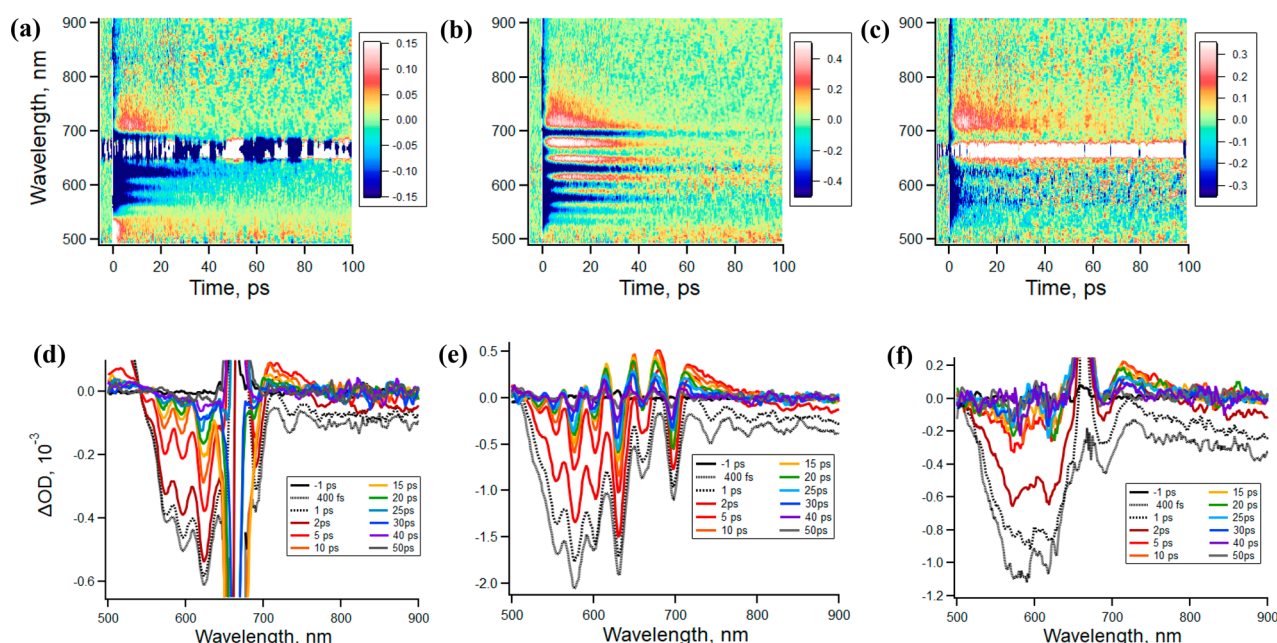 (a)
Wavelength, nm
900
800
700
600
500
0
20
40
60
80
100
Time, ps
0.15
0.10
0.05
0.00
-0.05
-0.10
-0.15
(b)
900
800
700
600
500
0
20
40
60
80
100
Time, ps
0.4
0.2
0.0
-0.2
-0.4
(c)
900
800
700
600
500
0
20
40
60
80
100
Time, ps
0.3
0.2
0.1
0.0
-0.1
-0.2
-0.3
(d)
ΔOD, 10⁻³
0.0
-0.2
-0.4
-0.6
-1 ps
400 fs
1 ps
2ps
5 ps
10 ps
15 ps
20 ps
25ps
30ps
40 ps
50ps
500
600
700
800
900
Wavelength, nm
(e)
0.5
0.0
-0.5
-1.0
-1.5
-2.0
-1 ps
400 fs
1 ps
2ps
5 ps
10 ps
15 ps
20 ps
25ps
30ps
40 ps
50ps
500
600
700
800
900
Wavelength, nm
(f)
0.2
0.0
-0.2
-0.4
-0.6
-0.8
-1.0
-1.2
-1 ps
400 fs
1 ps
2ps
5 ps
10 ps
15 ps
20 ps
25ps
30ps
40 ps
50ps
500
600
700
800
900
Wavelength, nm